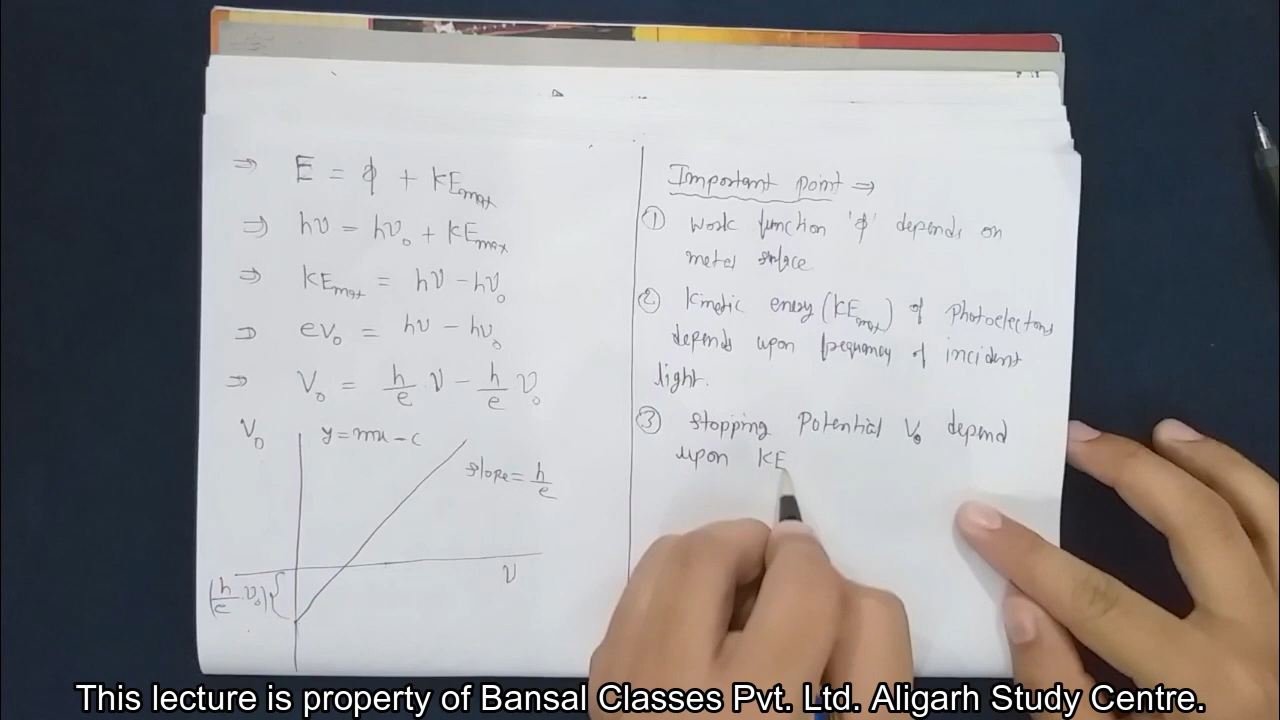 ⇒ E = ϕ + KEmax
⇒ hν = hν₀ + KEmax
⇒ KEmax = hν − hν₀
⇒ eV₀ = hν − hν₀
⇒ V₀ = h/e ν − h/e ν₀
V₀
y = mx − c
slope = h/e
ν
(h/e ν₀)
Important point ⇒
① Work function 'ϕ' depends on
metal surface
② Kinetic energy (KEmax) of photoelectrons
depends upon frequency of incident
light.
③ Stopping Potential V₀ depend
upon KE
This lecture is property of Bansal Classes Pvt. Ltd. Aligarh Study Centre.